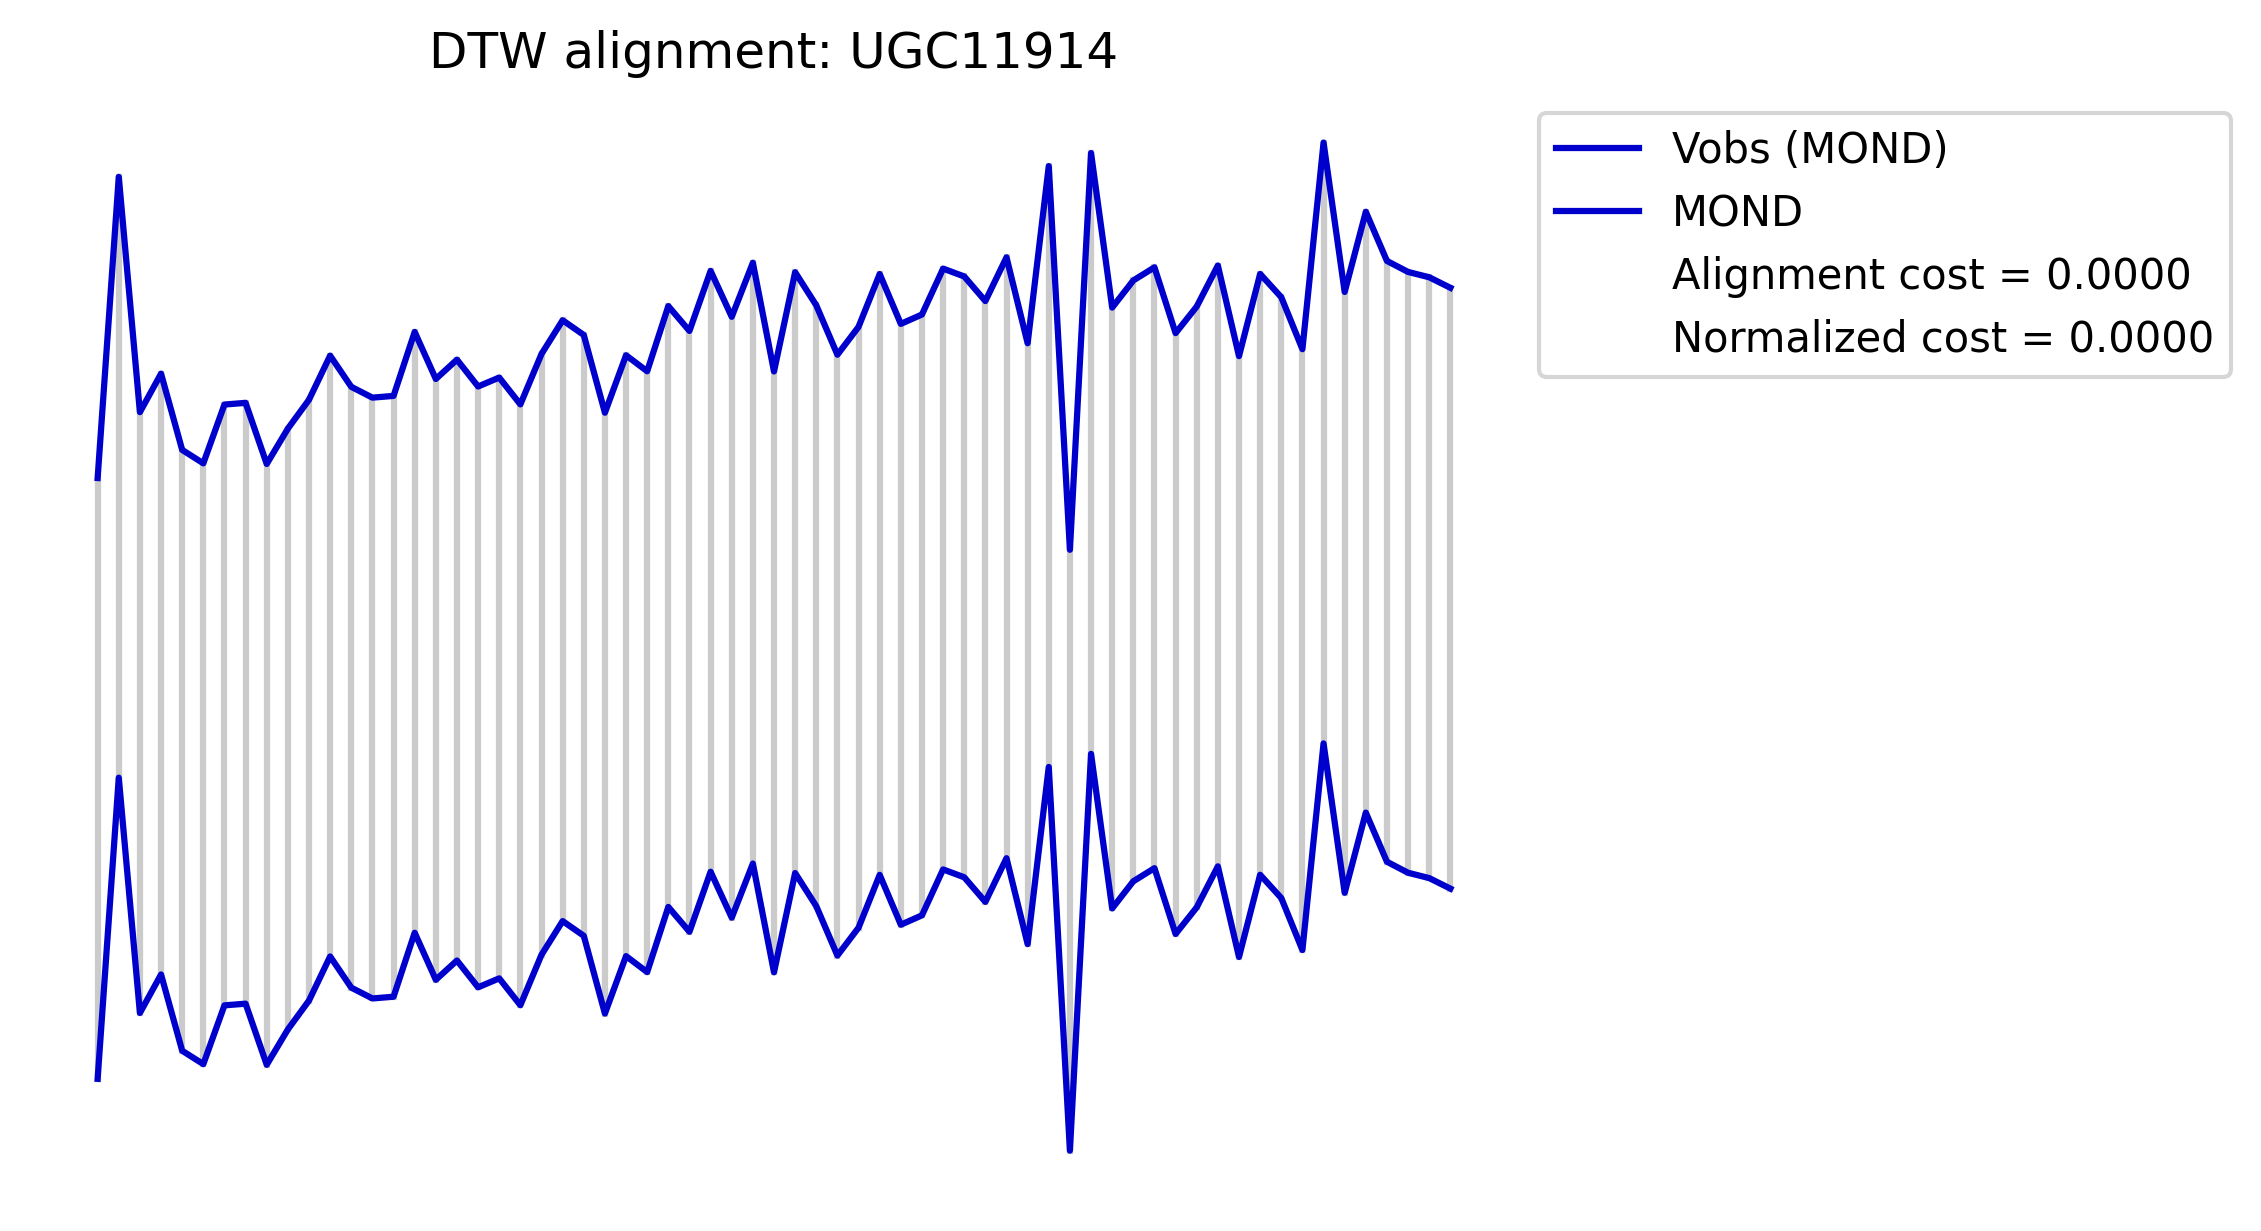 DTW alignment: UGC11914
Vobs (MOND)
MOND
Alignment cost = 0.0000
Normalized cost = 0.0000